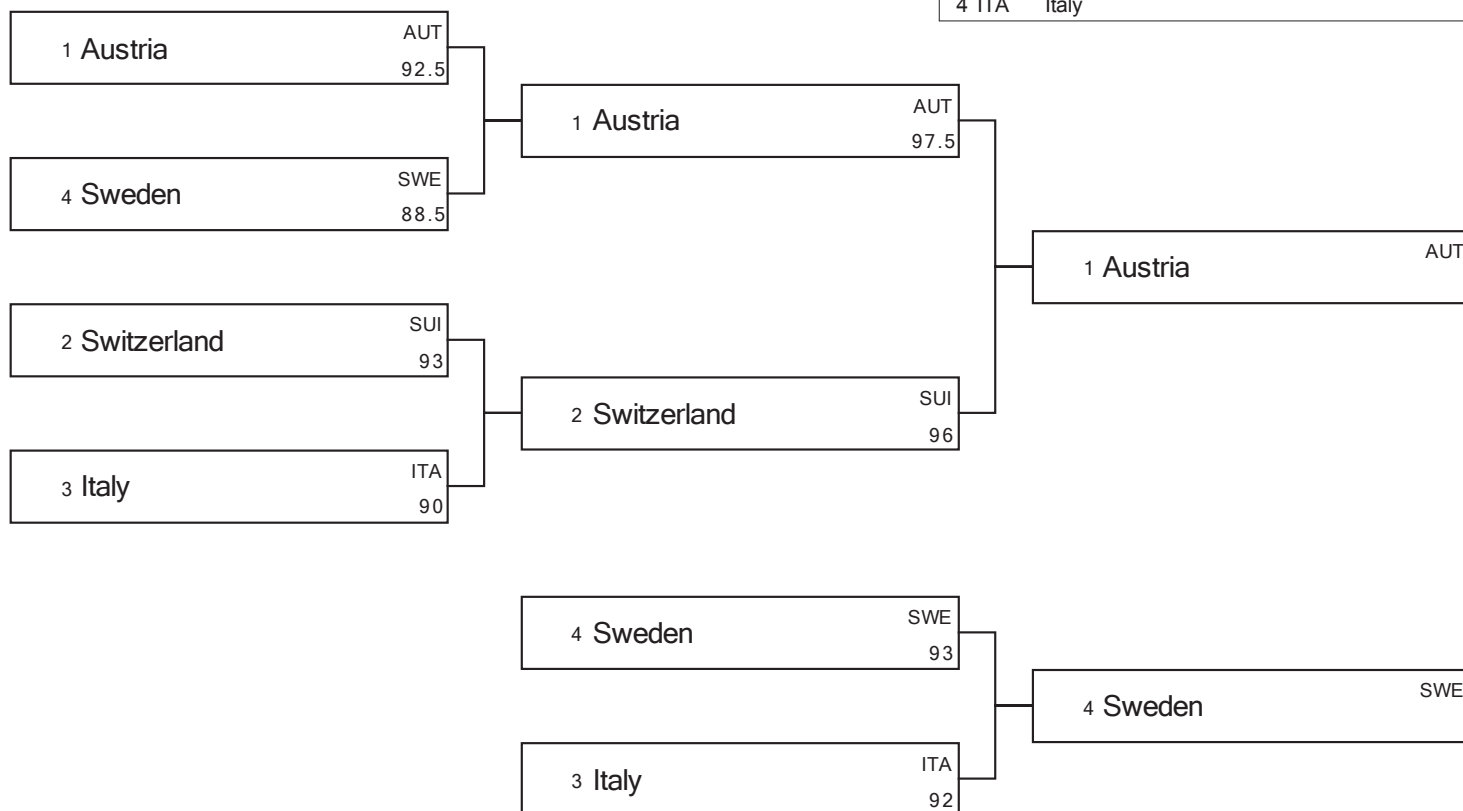 4 ITA Italy
1 Austria AUT
92.5
4 Sweden SWE
88.5
2 Switzerland SUI
93
3 Italy ITA
90
1 Austria AUT
97.5
2 Switzerland SUI
96
1 Austria AUT
4 Sweden SWE
93
3 Italy ITA
92
4 Sweden SWE